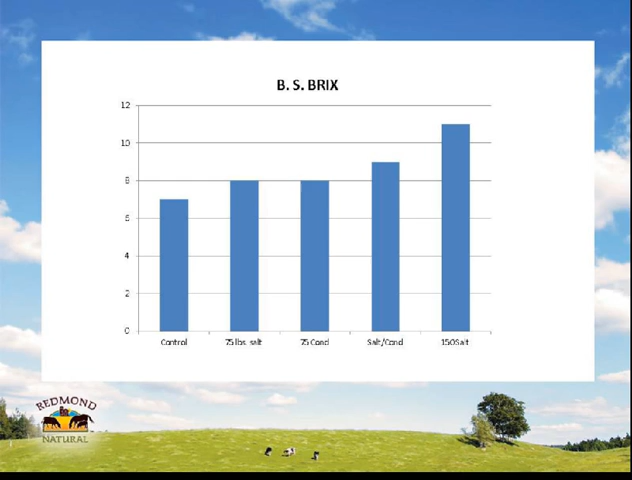 B. S. BRIX
12
10
8
6
4
2
0
Control 75 lbs. salt 75 Cond Salt/Cond 150Salt
REDMOND
NATURAL